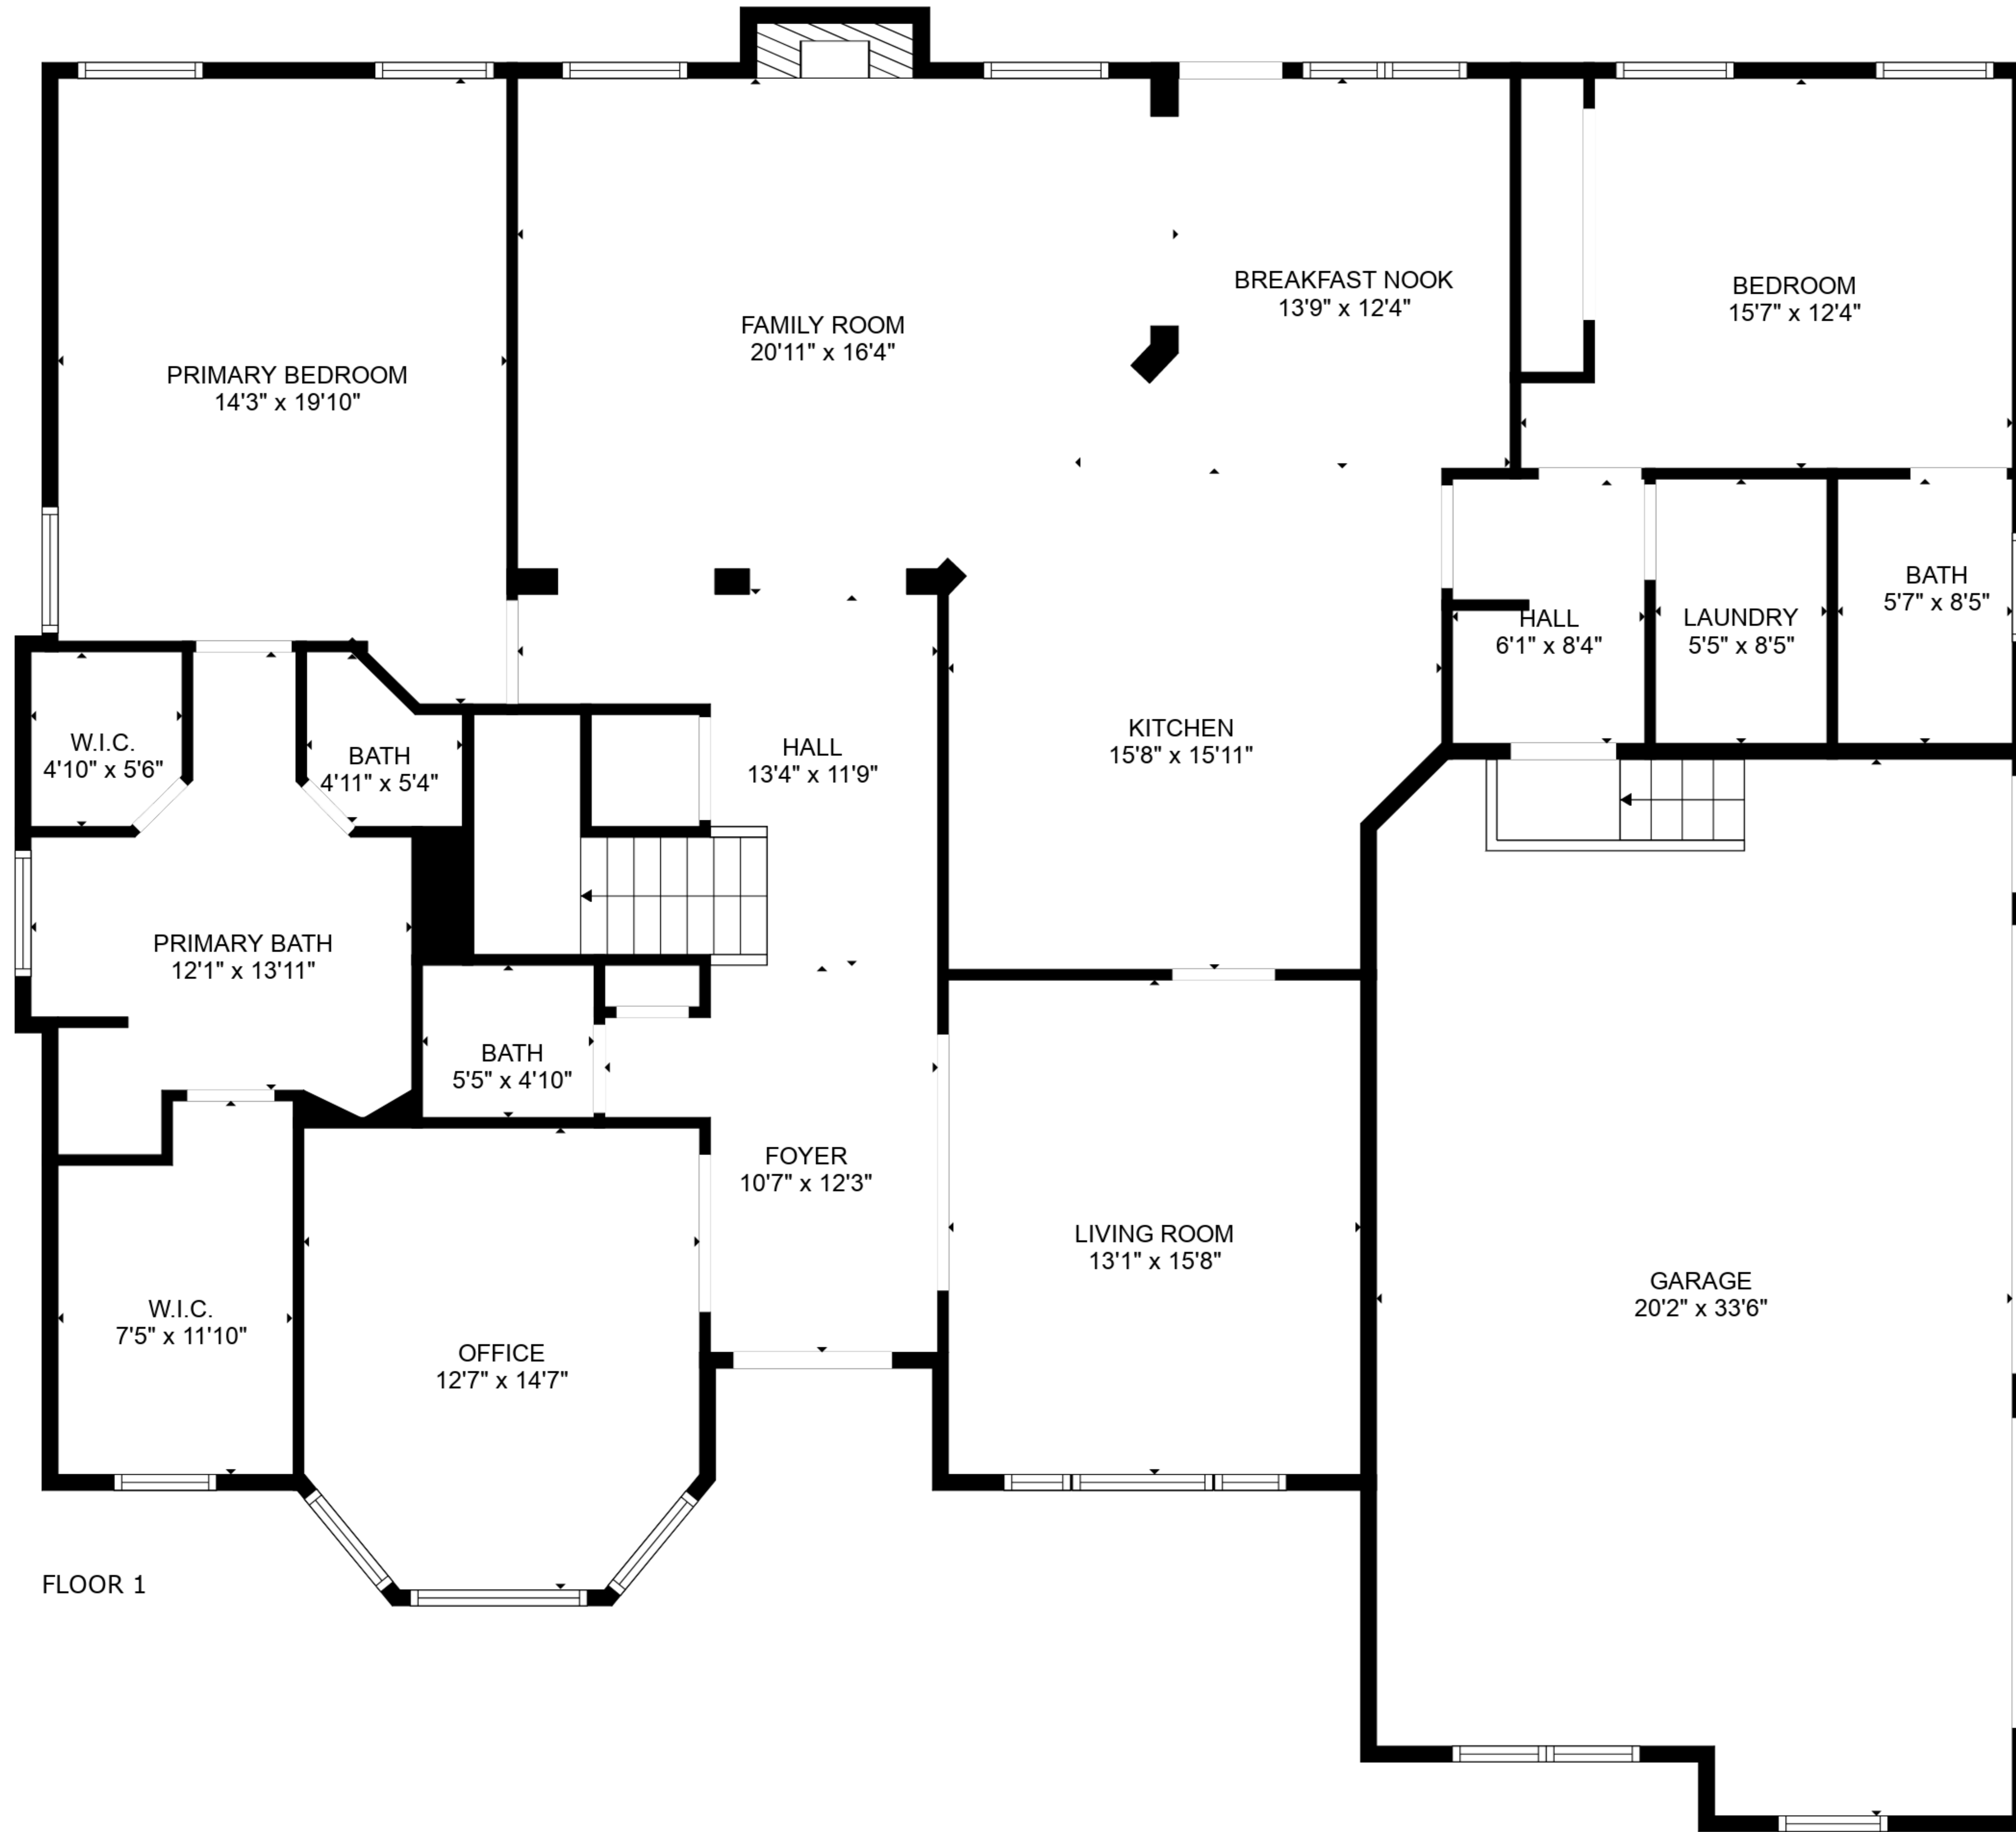 BREAKFAST NOOK
13'9" x 12'4"
BEDROOM
15'7" x 12'4"
FAMILY ROOM
20'11" x 16'4"
PRIMARY BEDROOM
14'3" x 19'10"
BATH
5'7" x 8'5"
HALL
6'1" x 8'4"
LAUNDRY
5'5" x 8'5"
W.I.C.
4'10" x 5'6"
BATH
4'11" x 5'4"
HALL
13'4" x 11'9"
KITCHEN
15'8" x 15'11"
PRIMARY BATH
12'1" x 13'11"
BATH
5'5" x 4'10"
FOYER
10'7" x 12'3"
LIVING ROOM
13'1" x 15'8"
GARAGE
20'2" x 33'6"
W.I.C.
7'5" x 11'10"
OFFICE
12'7" x 14'7"
FLOOR 1